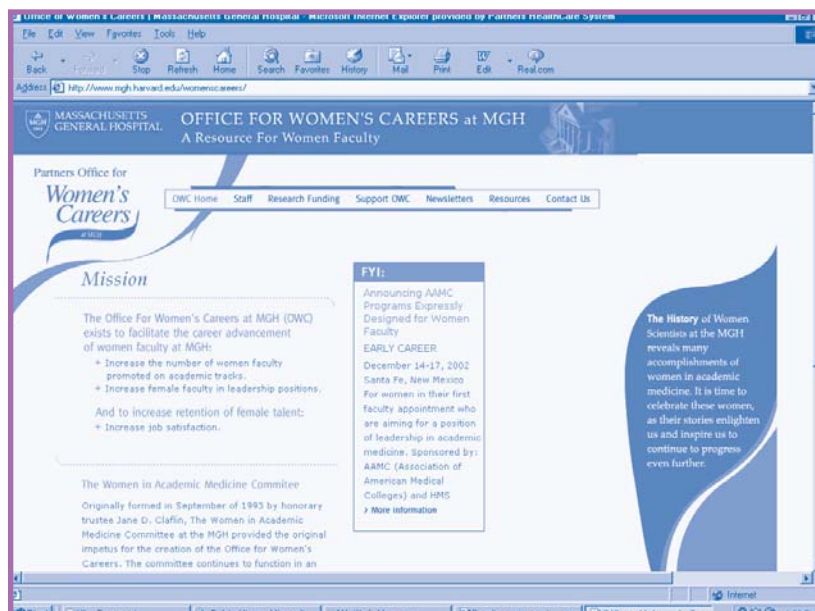 Office of Women's Careers | Massachusetts General Hospital - Microsoft Internet Explorer provided by Partners HealthCare System
File Edit View Favorites Tools Help
Back Forward Stop Refresh Home Search Favorites History Mail Print Edit Real.com
Address http://www.mgh.harvard.edu/womenscareers/
MGH
MASSACHUSETTS
GENERAL HOSPITAL
OFFICE FOR WOMEN'S CAREERS at MGH
A Resource For Women Faculty
Partners Office for
Women's
Careers
at MGH
OWC Home Staff Research Funding Support OWC Newsletters Resources Contact Us
Mission
The Office For Women's Careers at MGH (OWC)
exists to facilitate the career advancement
of women faculty at MGH:
+ Increase the number of women faculty
promoted on academic tracks.
+ Increase female faculty in leadership positions.
And to increase retention of female talent:
+ Increase job satisfaction.
The Women in Academic Medicine Commitee
Originally formed in September of 1993 by honorary
trustee Jane D. Claflin, The Women in Academic
Medicine Committee at the MGH provided the original
impetus for the creation of the Office for Women's
Careers. The committee continues to function in an
FYI:
Announcing AAMC
Programs Expressly
Designed for Women
Faculty
EARLY CAREER
December 14-17, 2002
Santa Fe, New Mexico
For women in their first
faculty appointment who
are aiming for a position
of leadership in academic
medicine. Sponsored by:
AAMC (Association of
American Medical
Colleges) and HMS
> More information
The History of Women
Scientists at the MGH
reveals many
accomplishments of
women in academic
medicine. It is time to
celebrate these women,
as their stories enlighten
us and inspire us to
continue to progress
even further.
Internet